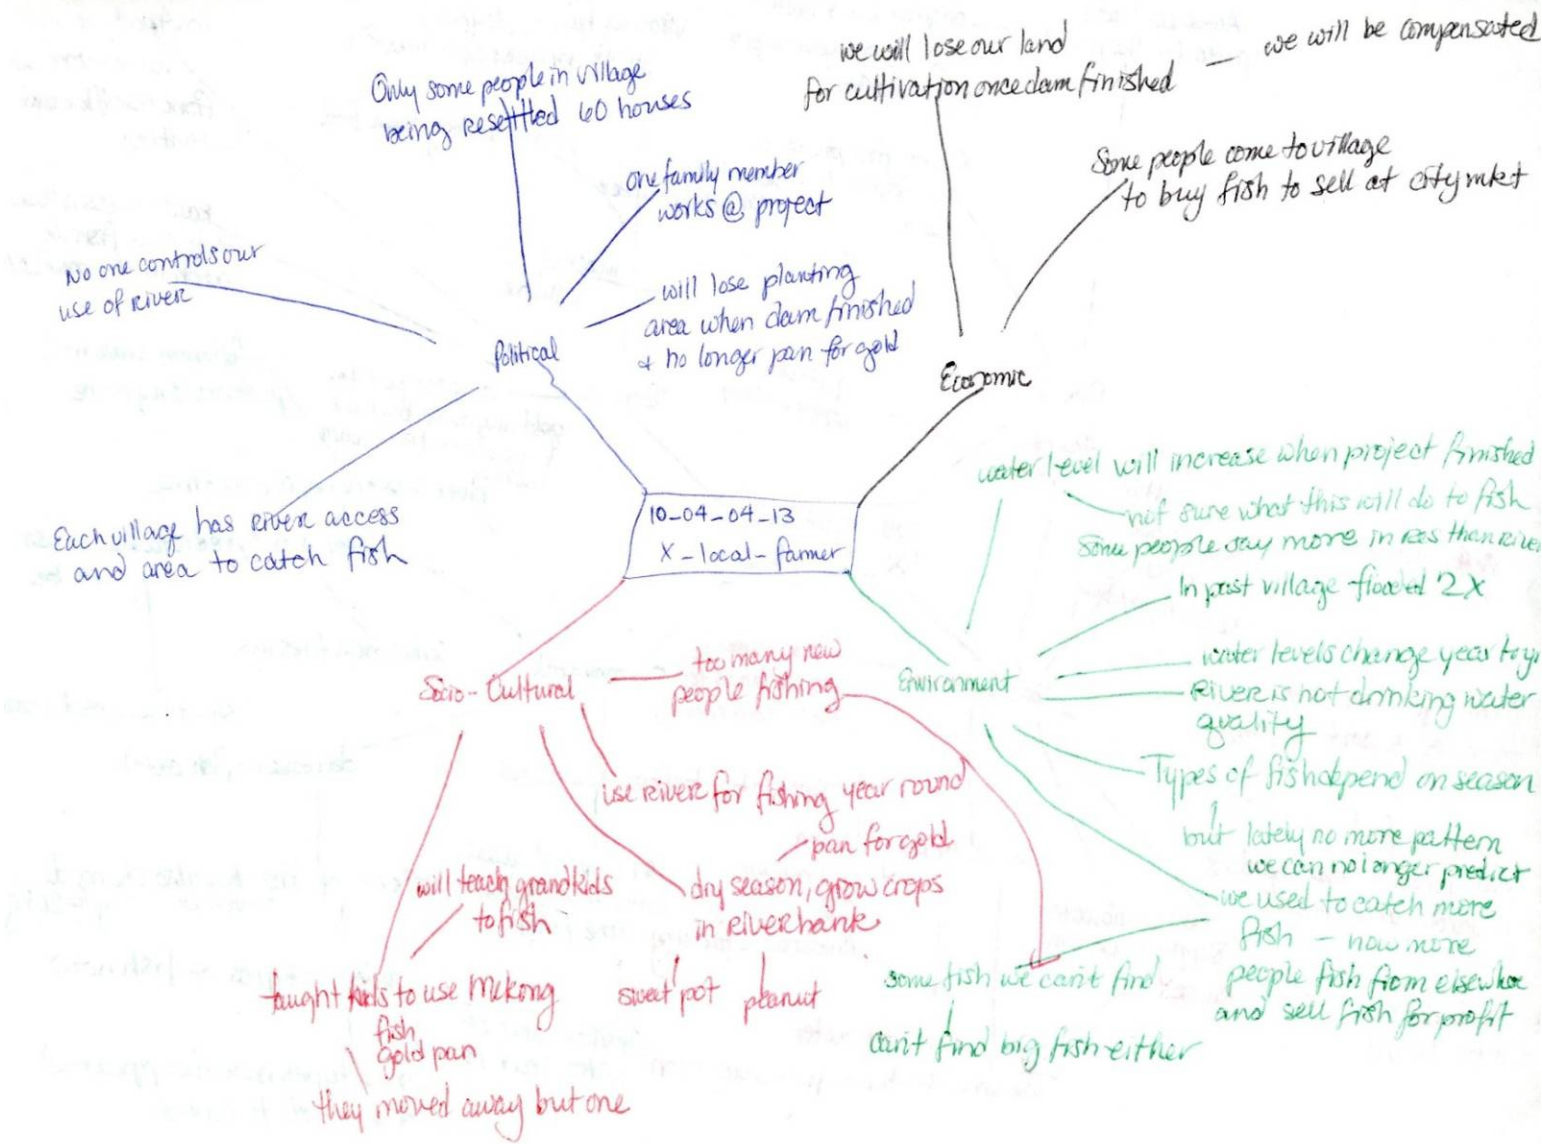 we will lose our land
for cultivation once dam finished
— we will be compensated
Only some people in village
being resettled 60 houses
one family member
works @ project
Some people come to village
to buy fish to sell at city mkt
No one controls our
use of River
will lose planting
area when dam finished
+ no longer pan for gold
Political
Economic
water level will increase when project finished
not sure what this will do to fish
Some people say more in res than
Each village has River access
and area to catch fish
10-04-04-13
X-local-farmer
In past village flooded 2X
water levels change year to
River is not drinking water
quality
Socio-Cultural
too many new
people fishing
Environment
Types of fish depend on season
but lately no more pattern
we can no longer predict
use River for fishing year round
pan for gold
dry season, grow crops
in Riverbank
sweet pot
peanut
will teach grandkids
to fish
taught kids to use Mekong
fish
gold pan
they moved away but one
we used to catch more
fish — now more
people fish from elsewhere
and sell fish for profit
some fish we can't find
can't find big fish either